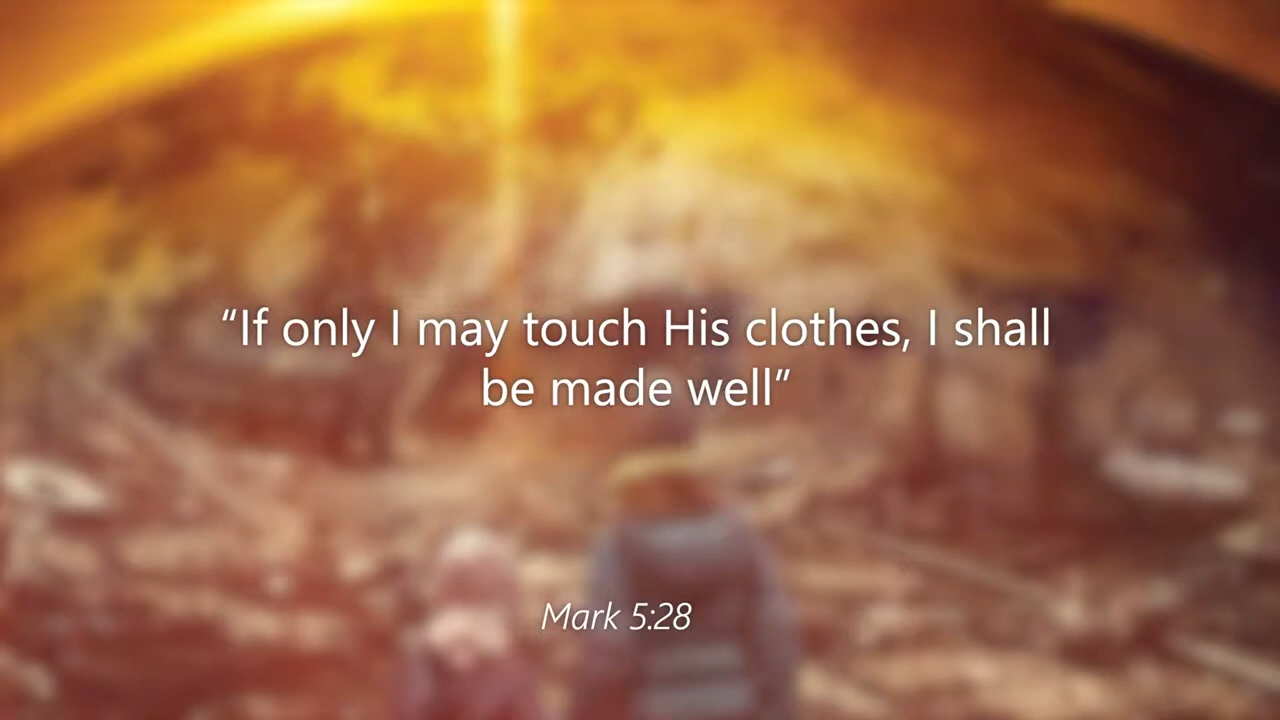 “If only I may touch His clothes, I shall
be made well”
Mark 5:28